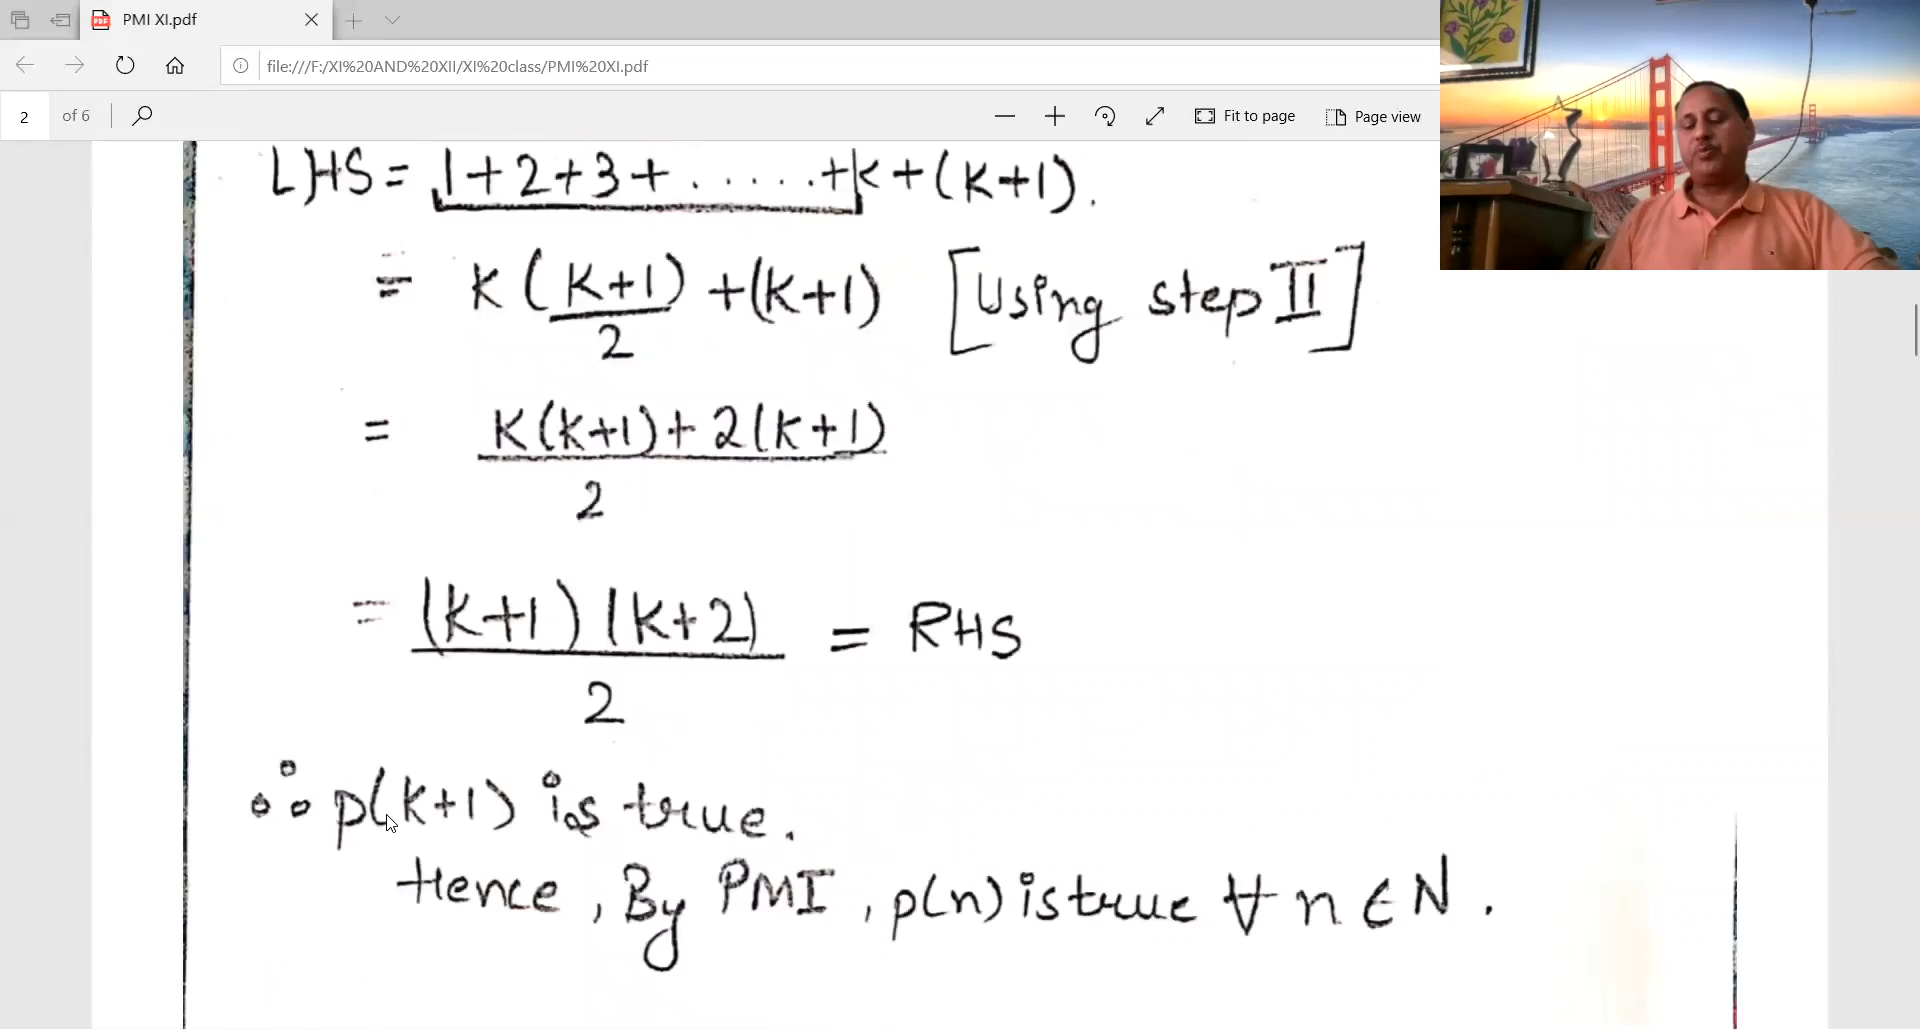 PMI XI.pdf
file:///F:/XI%20AND%20XII/XI%20class/PMI%20XI.pdf
2 of 6 Fit to page Page view
LHS = 1+2+3+.....+k+(k+1).
= k(k+1)/2 +(k+1) [Using step II]
= k(k+1)+2(k+1)/2
= (k+1)(k+2)/2 = RHS
∴ p(k+1) is true.
Hence, By PMI, p(n) is true ∀ n ∈ N.